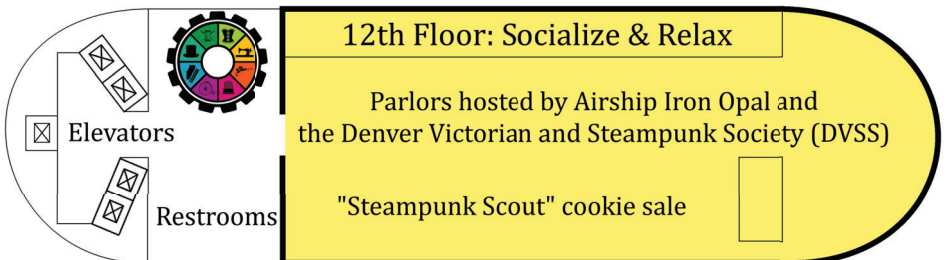 12th Floor: Socialize & Relax
Parlors hosted by Airship Iron Opal and
the Denver Victorian and Steampunk Society (DVSS)
Elevators
Restrooms
"Steampunk Scout" cookie sale